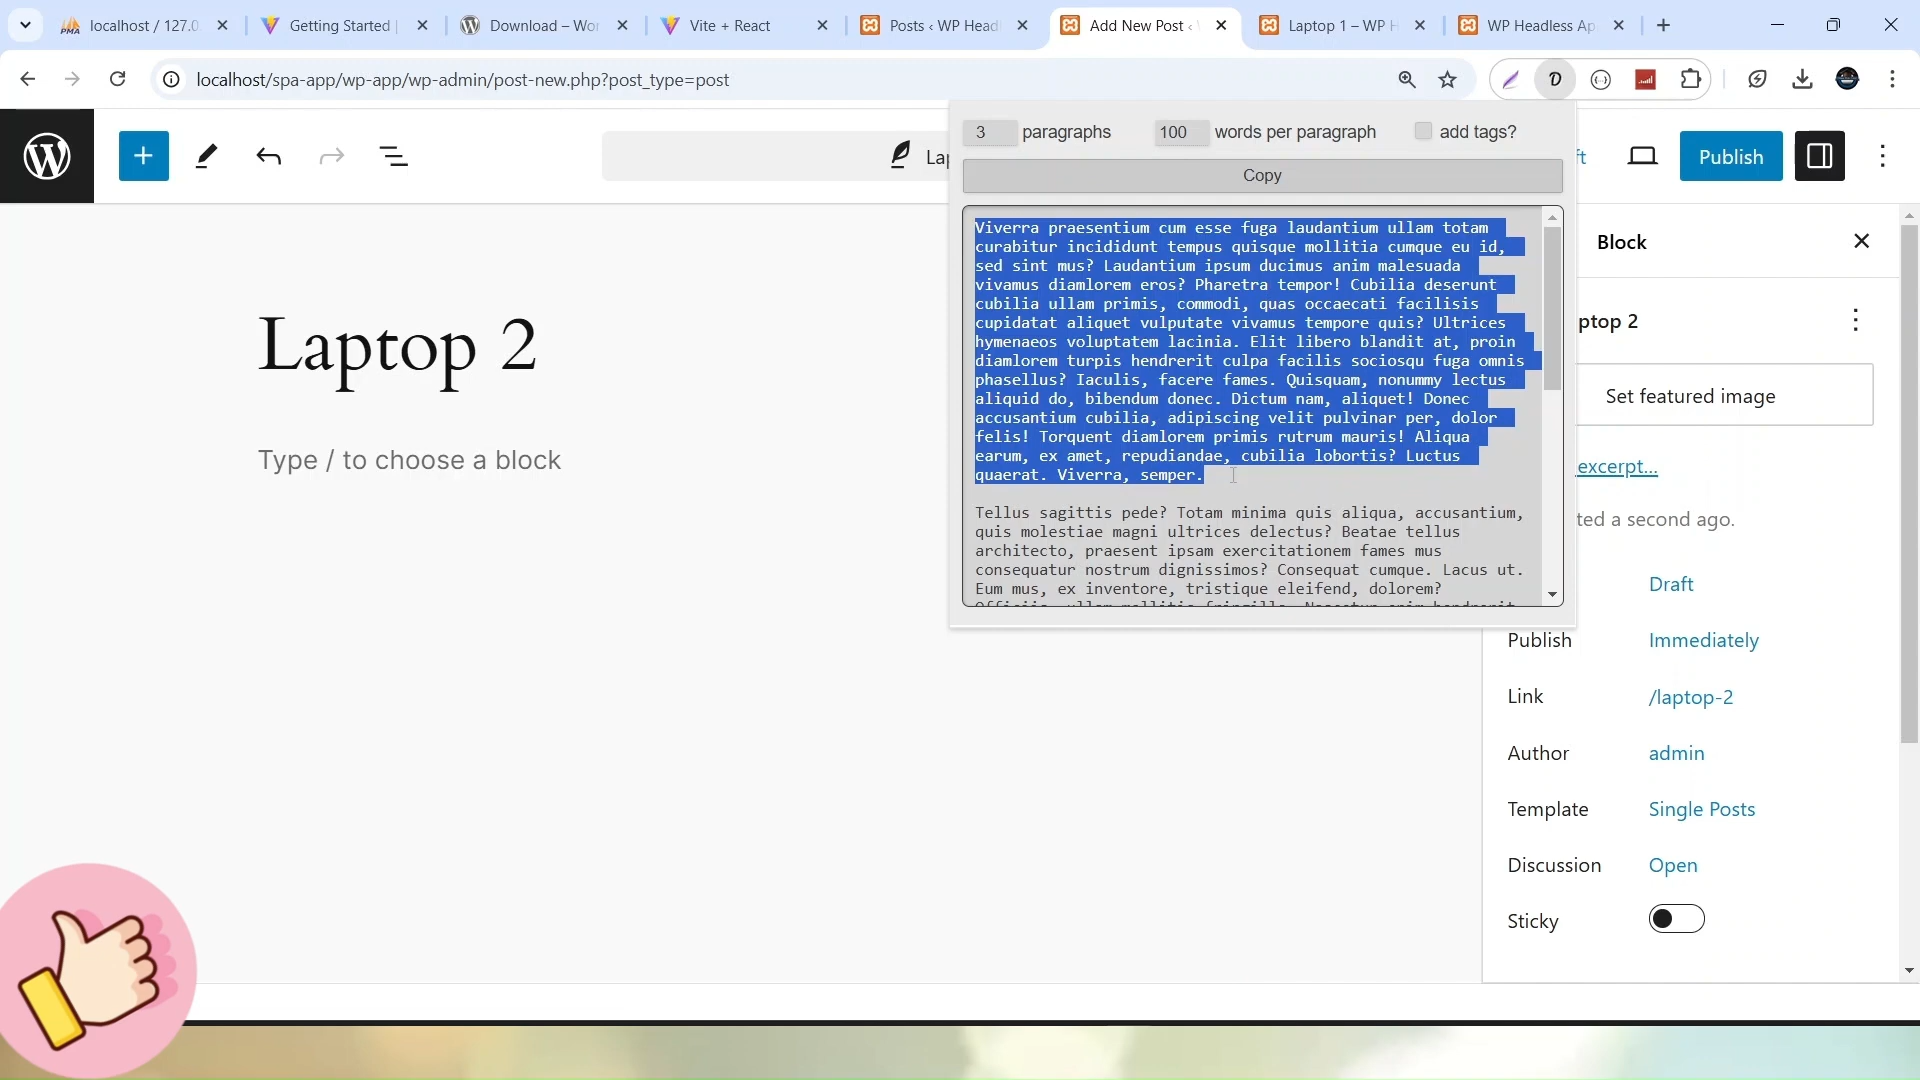 localhost / 127.0.
Getting Started |
Download – Wor
Vite + React
Posts ‹ WP Headl
Add New Post ‹
Laptop 1 – WP H
WP Headless Ap
localhost/spa-app/wp-app/wp-admin/post-new.php?post_type=post
3 paragraphs 100 words per paragraph add tags?
Copy
Publish
Viverra praesentium cum esse fuga laudantium ullam totam
curabitur incididunt tempus quisque mollitia cumque eu id,
sed sint mus? Laudantium ipsum ducimus anim malesuada
vivamus diamlorem eros? Pharetra tempor! Cubilia deserunt
cubilia ullam primis, commodi, quas occaecati facilisis
cupidatat aliquet vulputate vivamus tempore quis? Ultrices
hymenaeos voluptatem lacinia. Elit libero blandit at, proin
diamlorem turpis hendrerit culpa facilis sociosqu fuga omnis
phasellus? Iaculis, facere fames. Quisquam, nonummy lectus
aliquid do, bibendum donec. Dictum nam, aliquet! Donec
accusantium cubilia, adipiscing velit pulvinar per, dolor
felis! Torquent diamlorem primis rutrum mauris! Aliqua
earum, ex amet, repudiandae, cubilia lobortis? Luctus
quaerat. Viverra, semper.
Tellus sagittis pede? Totam minima quis aliqua, accusantium,
quis molestiae magni ultrices delectus? Beatae tellus
architecto, praesent ipsam exercitationem fames mus
consequatur nostrum dignissimos? Consequat cumque. Lacus ut.
Eum mus, ex inventore, tristique eleifend, dolorem?
Lap
ft
Laptop 2
Type / to choose a block
Block
ptop 2
Set featured image
excerpt...
ted a second ago.
Draft
Publish Immediately
Link /laptop-2
Author admin
Template Single Posts
Discussion Open
Sticky